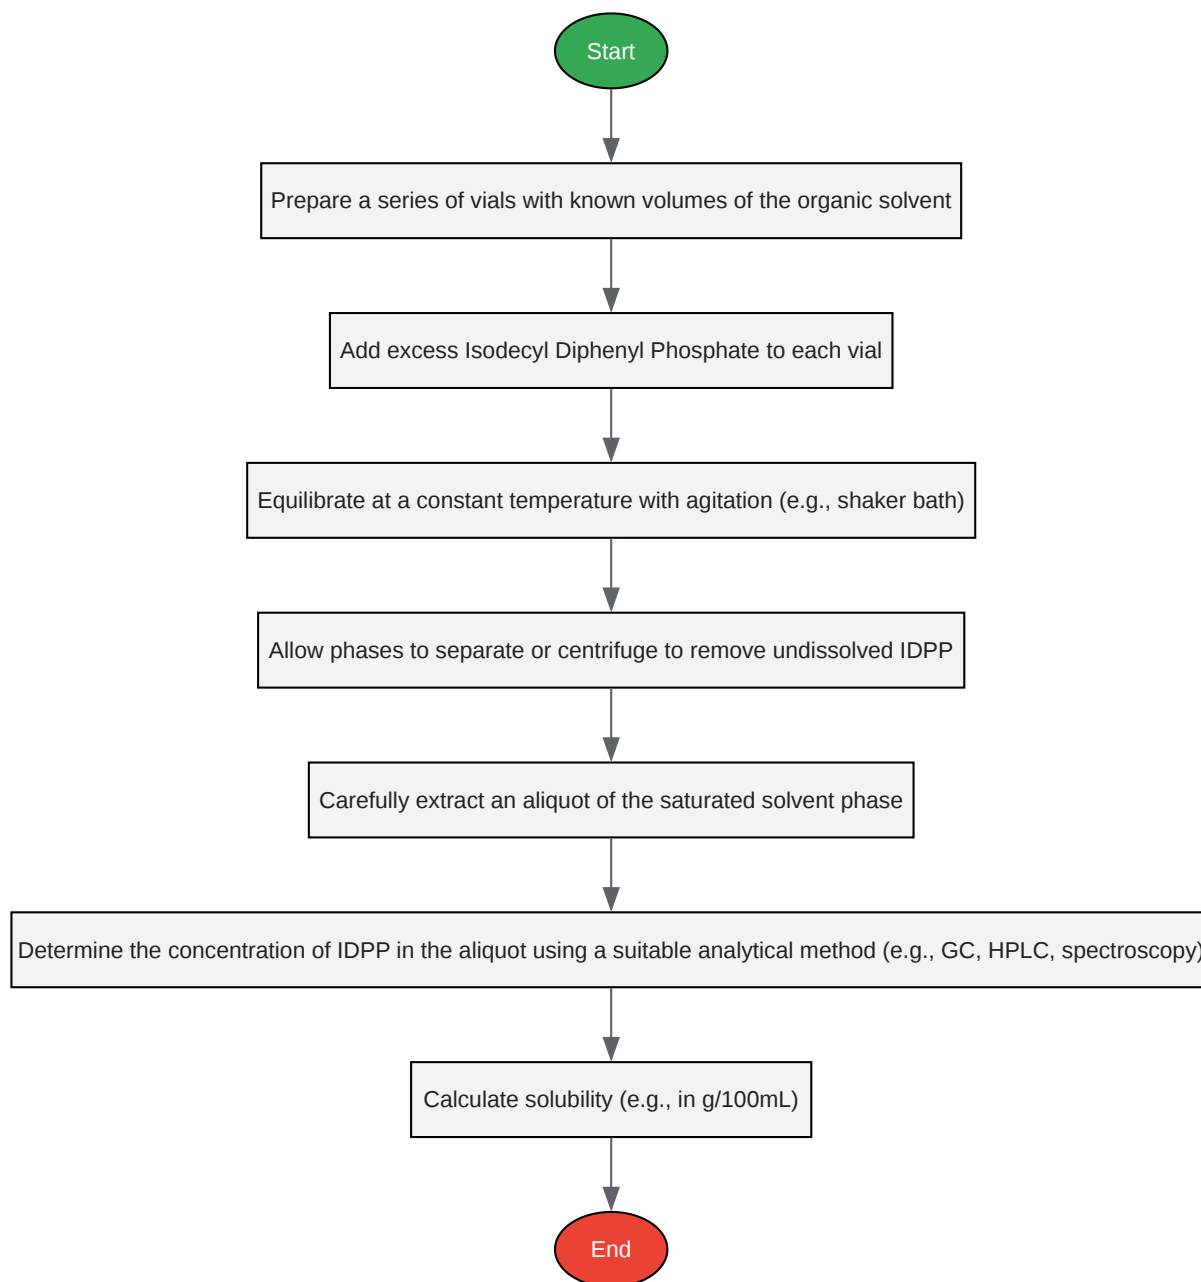 Start
Prepare a series of vials with known volumes of the organic solvent
Add excess Isodecyl Diphenyl Phosphate to each vial
Equilibrate at a constant temperature with agitation (e.g., shaker bath)
Allow phases to separate or centrifuge to remove undissolved IDPP
Carefully extract an aliquot of the saturated solvent phase
Determine the concentration of IDPP in the aliquot using a suitable analytical method (e.g., GC, HPLC, spectroscopy)
Calculate solubility (e.g., in g/100mL)
End